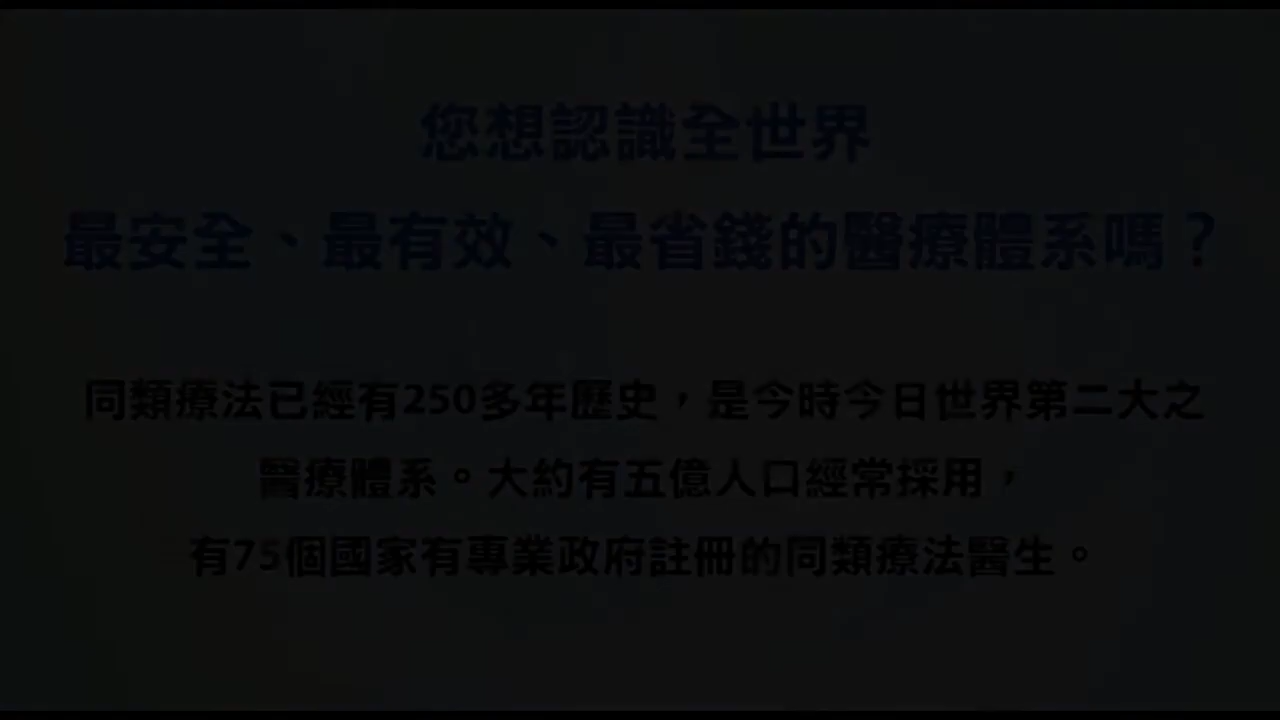 您想認識全世界
最安全、最有效、最省錢的醫療體系嗎？
同類療法已經有250多年歷史，是今時今日世界第二大之
醫療體系。大約有五億人口經常採用，
有75個國家有專業政府註冊的同類療法醫生。